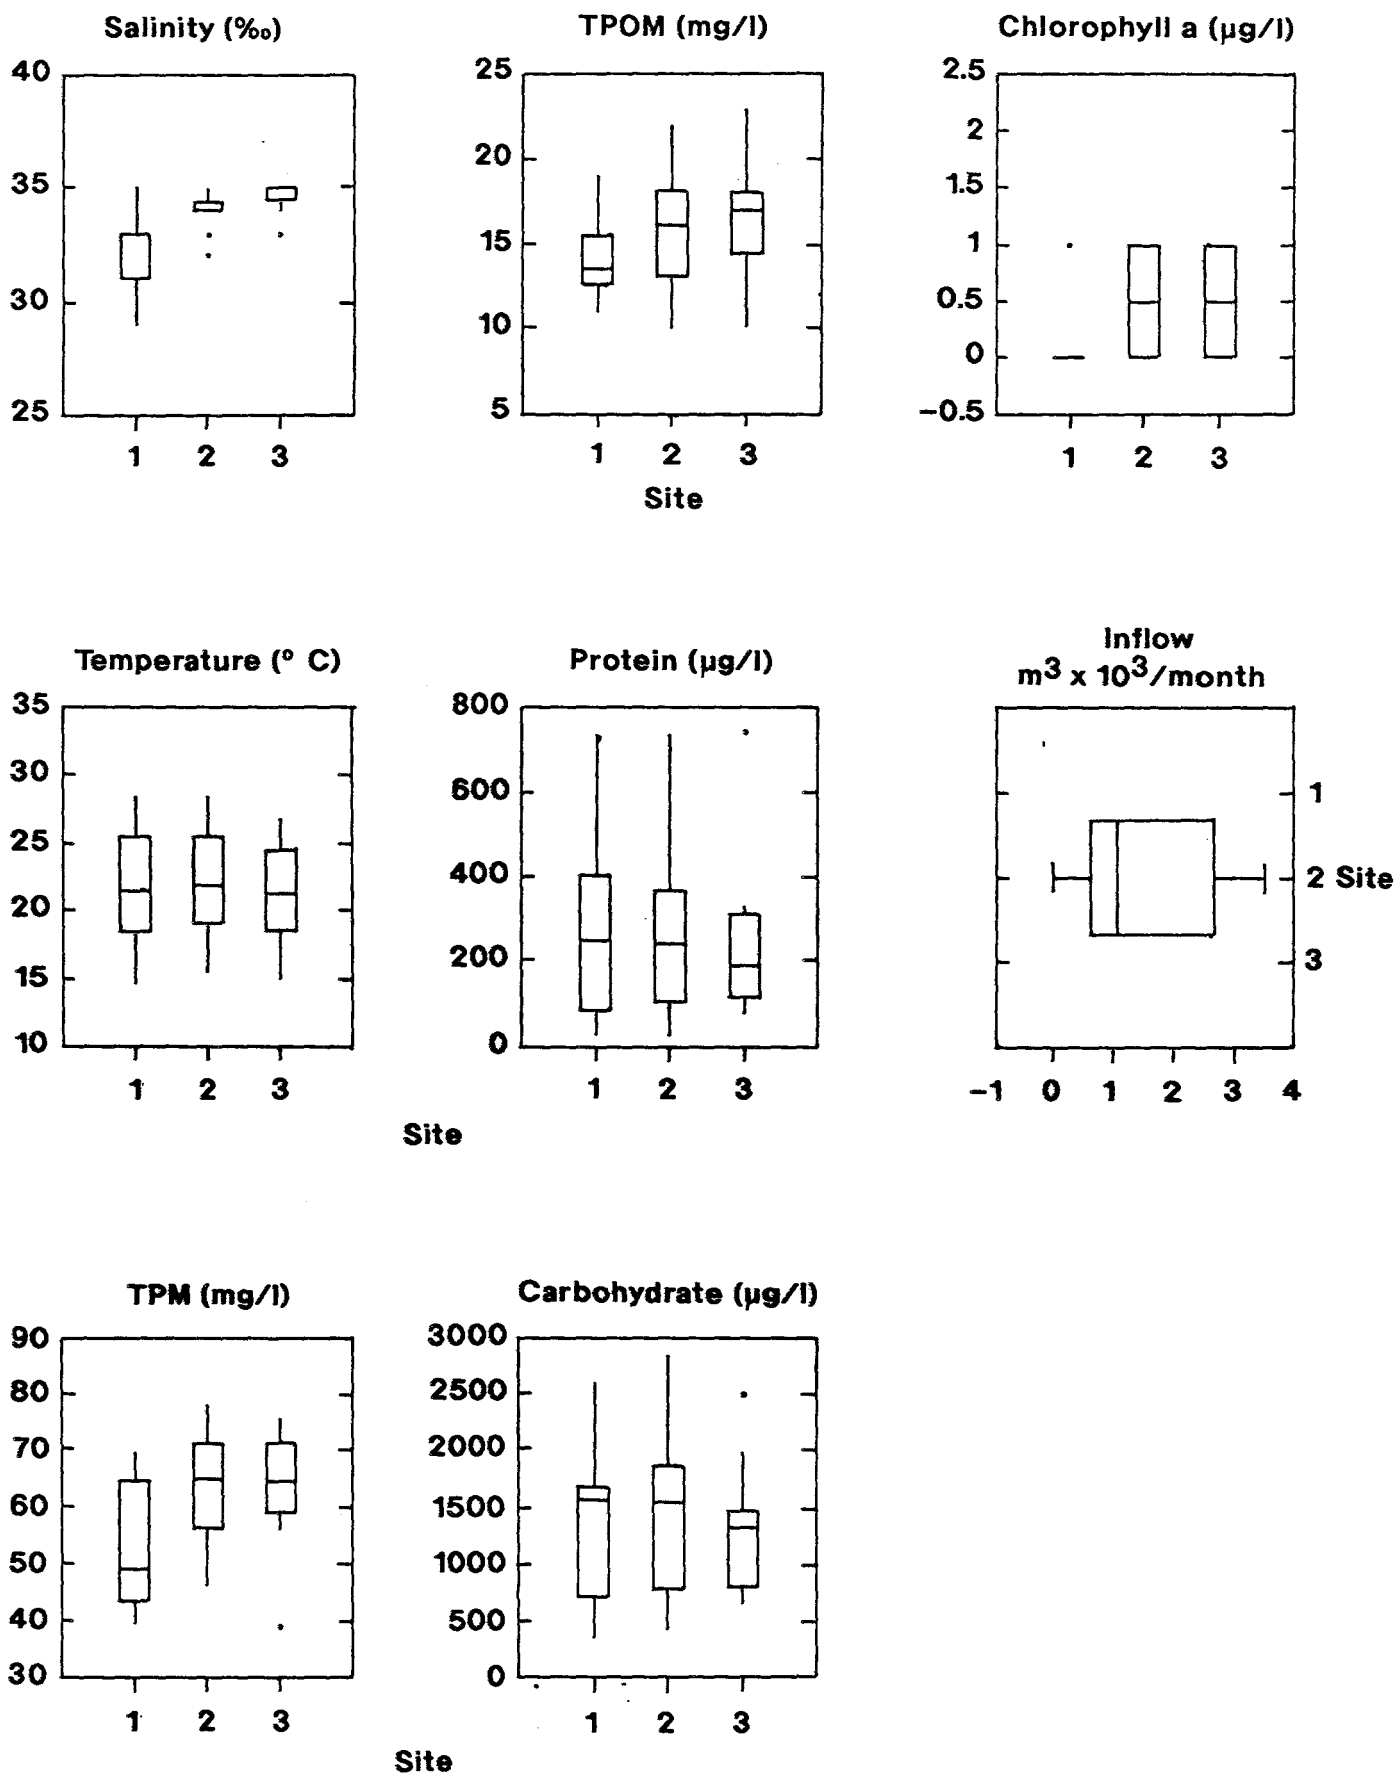 Salinity (‰)
40
35
30
25
1 2 3
TPOM (mg/l)
25
20
15
10
5
1 2 3
Site
Chlorophyll a (µg/l)
2.5
2
1.5
1
0.5
0
−0.5
1 2 3
Temperature (° C)
35
30
25
20
15
10
1 2 3
Protein (µg/l)
800
600
400
200
0
1 2 3
Site
Inflow
m3 x 103/month
1
2 Site
3
−1 0 1 2 3 4
TPM (mg/l)
90
80
70
60
50
40
30
1 2 3
Carbohydrate (µg/l)
3000
2500
2000
1500
1000
500
0
1 2 3
Site